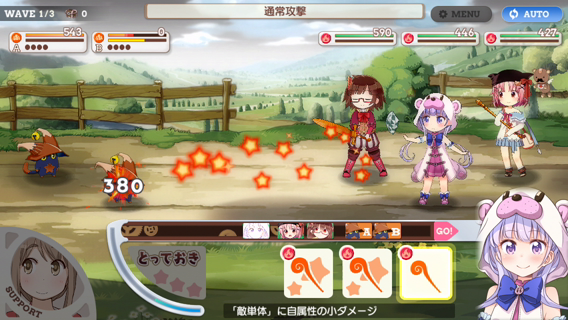 WAVE 1/3 0
通常攻撃
MENU
AUTO
543
A
0
B
590
446
427
380
A
B
GO!
とっておき
SUPPORT
「敵単体」に自属性の小ダメージ